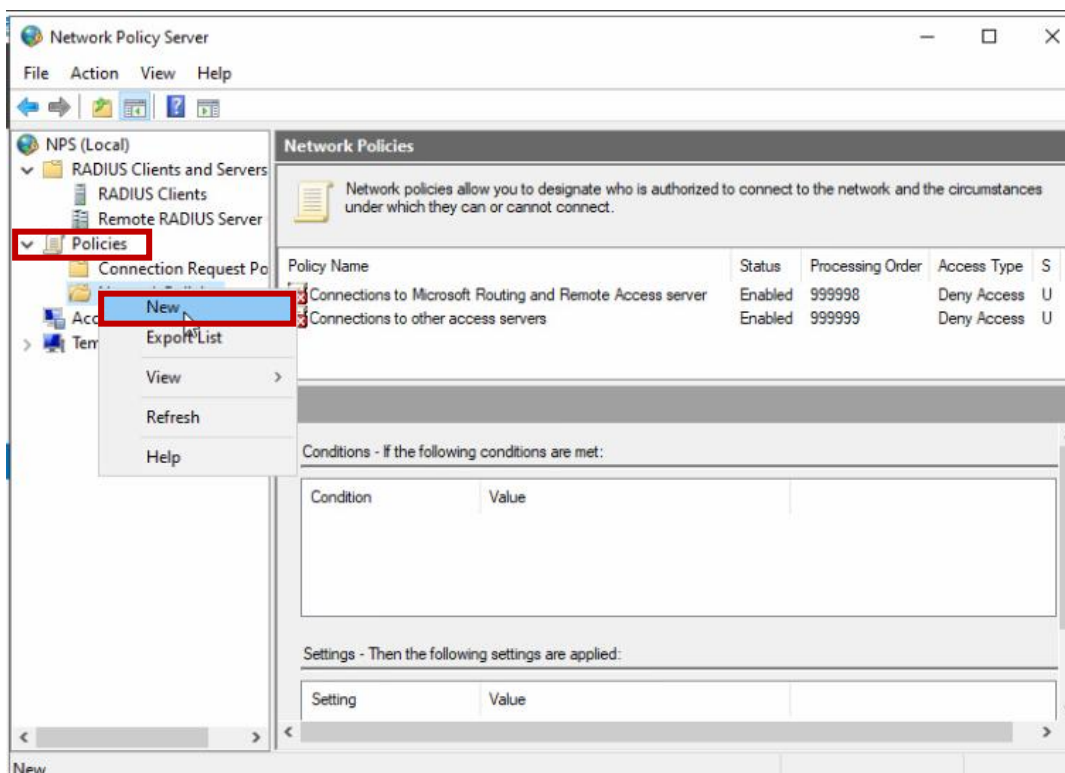 Network Policy Server
File Action View Help
NPS (Local)
RADIUS Clients and Servers
RADIUS Clients
Remote RADIUS Server
Policies
Connection Request Po
New
Acc
Export List
Tem
View
Refresh
Help
Network Policies
Network policies allow you to designate who is authorized to connect to the network and the circumstances
under which they can or cannot connect.
Policy Name Status Processing Order Access Type S
Connections to Microsoft Routing and Remote Access server Enabled 999998 Deny Access U
Connections to other access servers Enabled 999999 Deny Access U
Conditions - If the following conditions are met:
Condition Value
Settings - Then the following settings are applied:
Setting Value
New